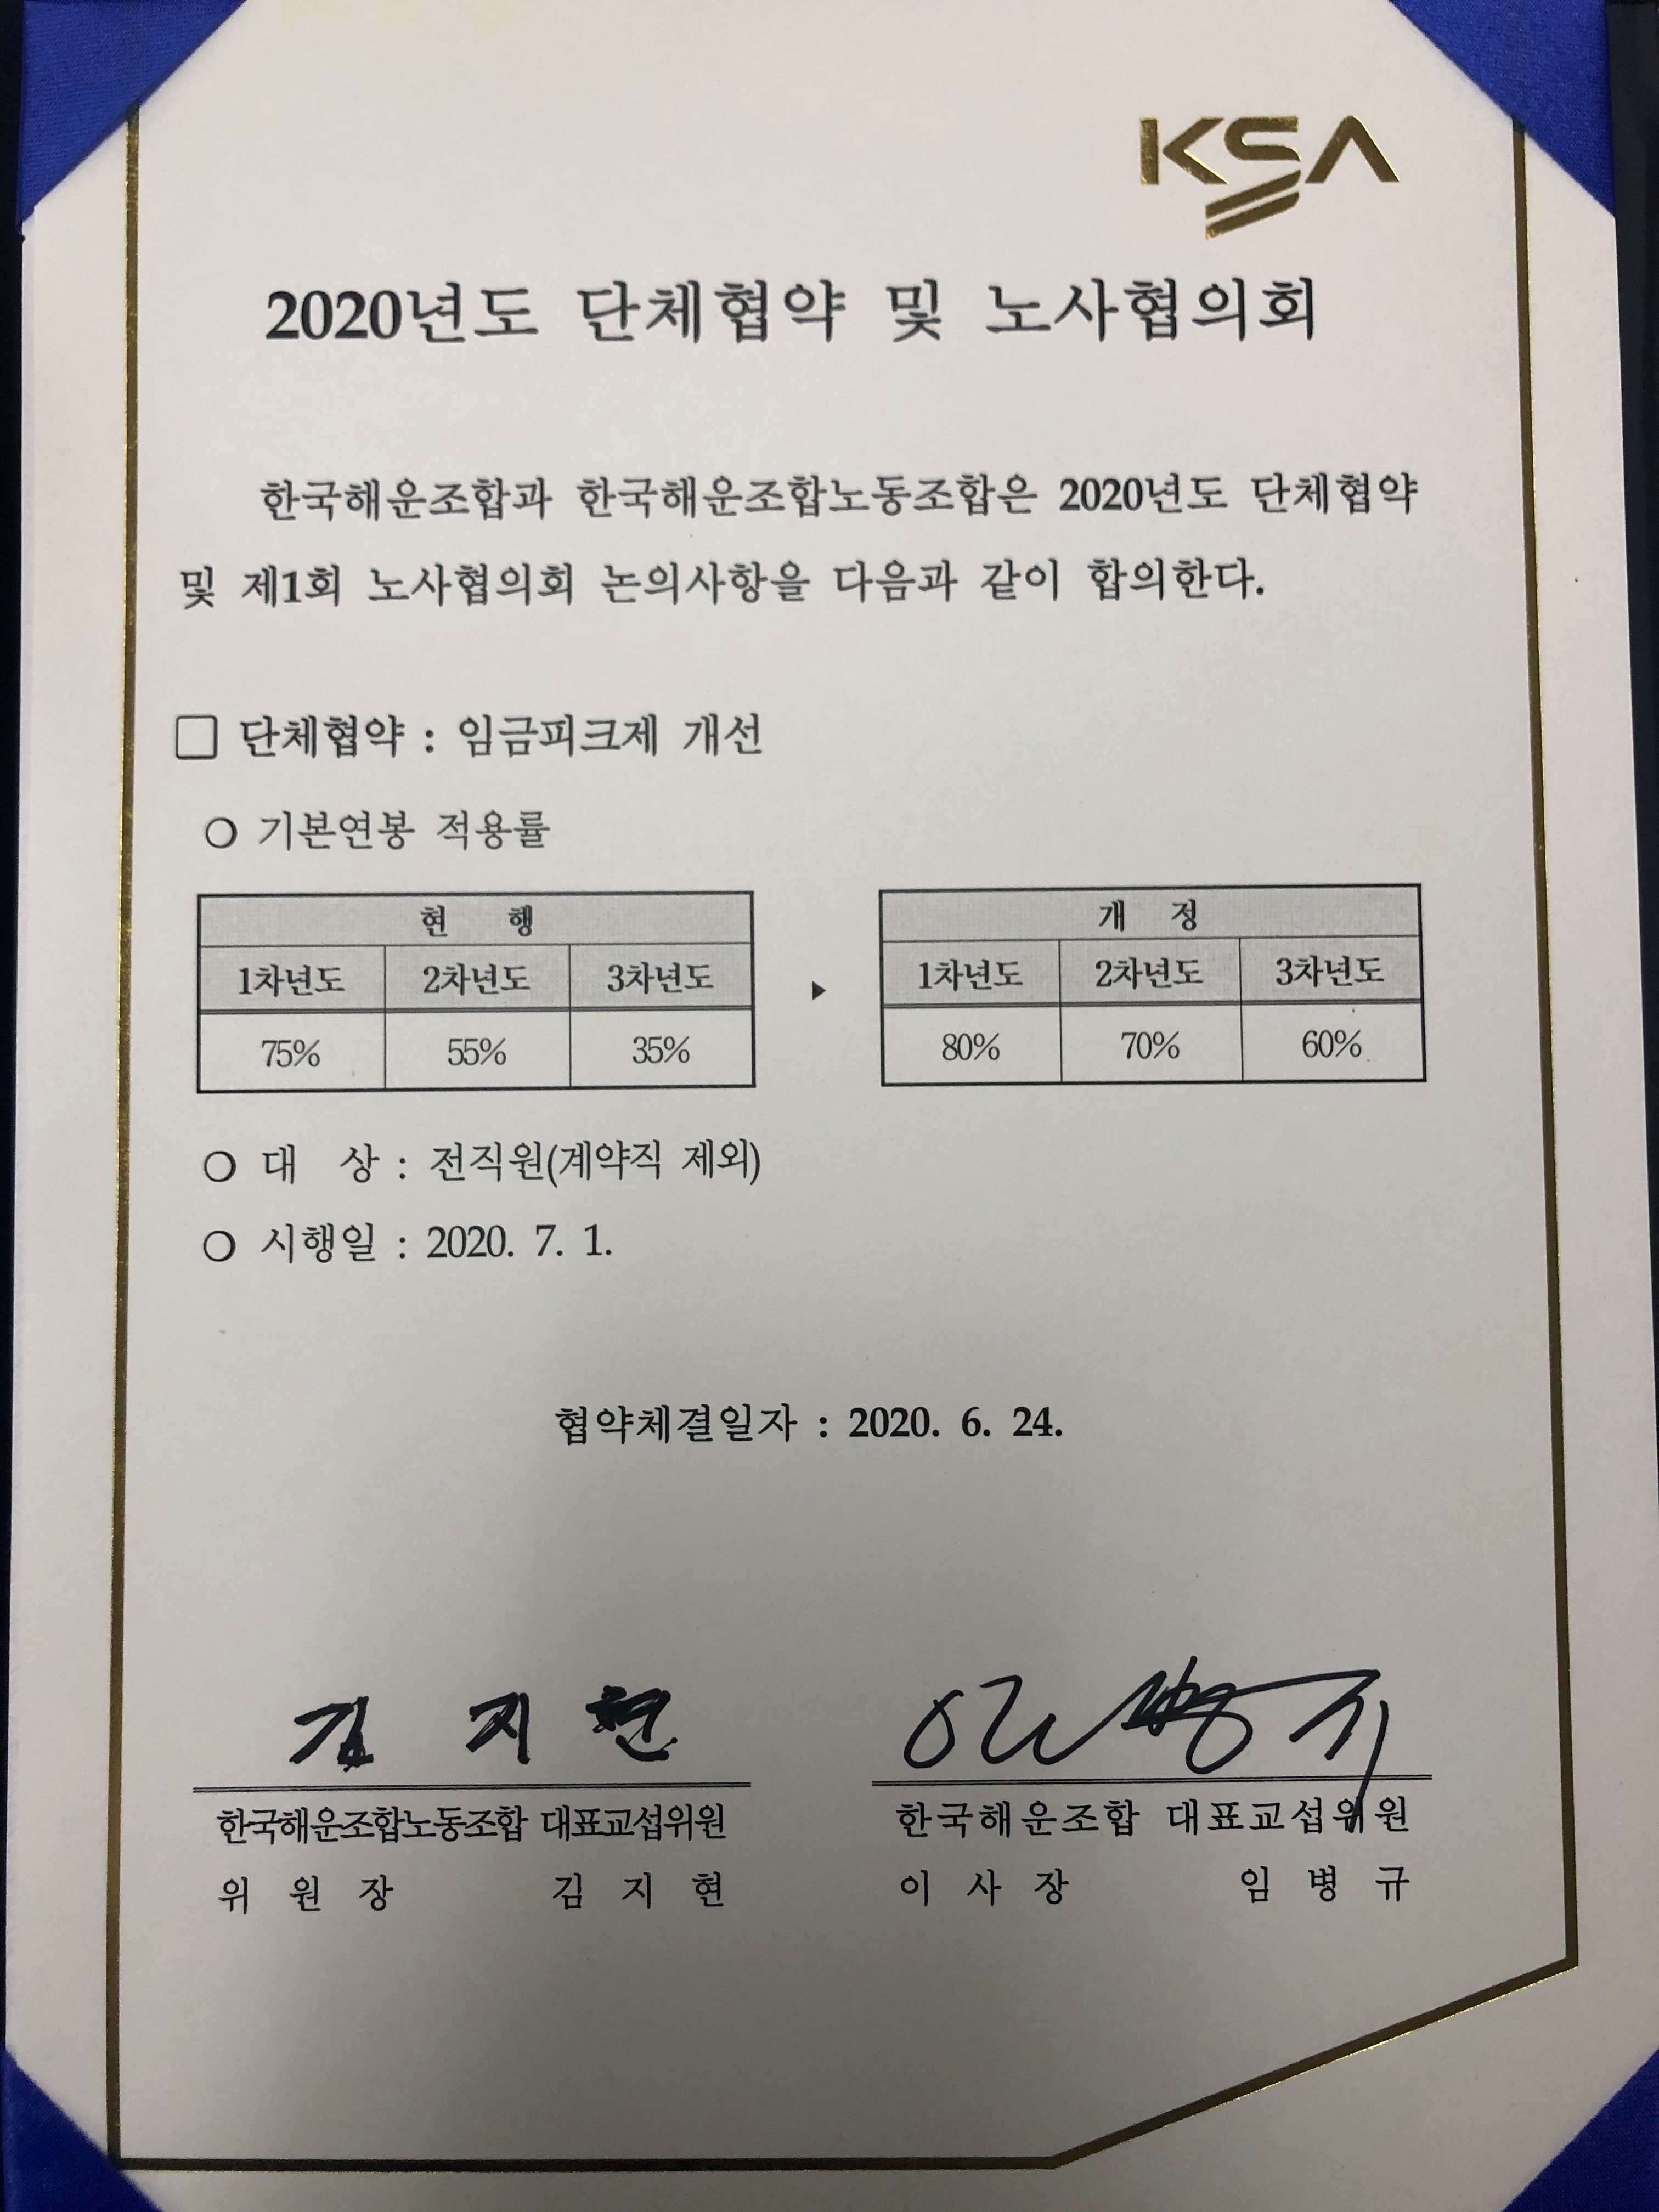 KSA
2020년도 단체협약 및 노사협의회
한국해운조합과 한국해운조합노동조합은 2020년도 단체협약
및 제1회 노사협의회 논의사항을 다음과 같이 합의한다.
□ 단체협약 : 임금피크제 개선
○ 기본연봉 적용률
현 행
1차년도 2차년도 3차년도
75% 55% 35%
▶
개 정
1차년도 2차년도 3차년도
80% 70% 60%
○ 대 상 : 전직원(계약직 제외)
○ 시행일 : 2020. 7. 1.
협약체결일자 : 2020. 6. 24.
김 지 현
한국해운조합노동조합 대표교섭위원
위 원 장 김 지 현
임병규
한국해운조합 대표교섭위원
이 사 장 임 병 규